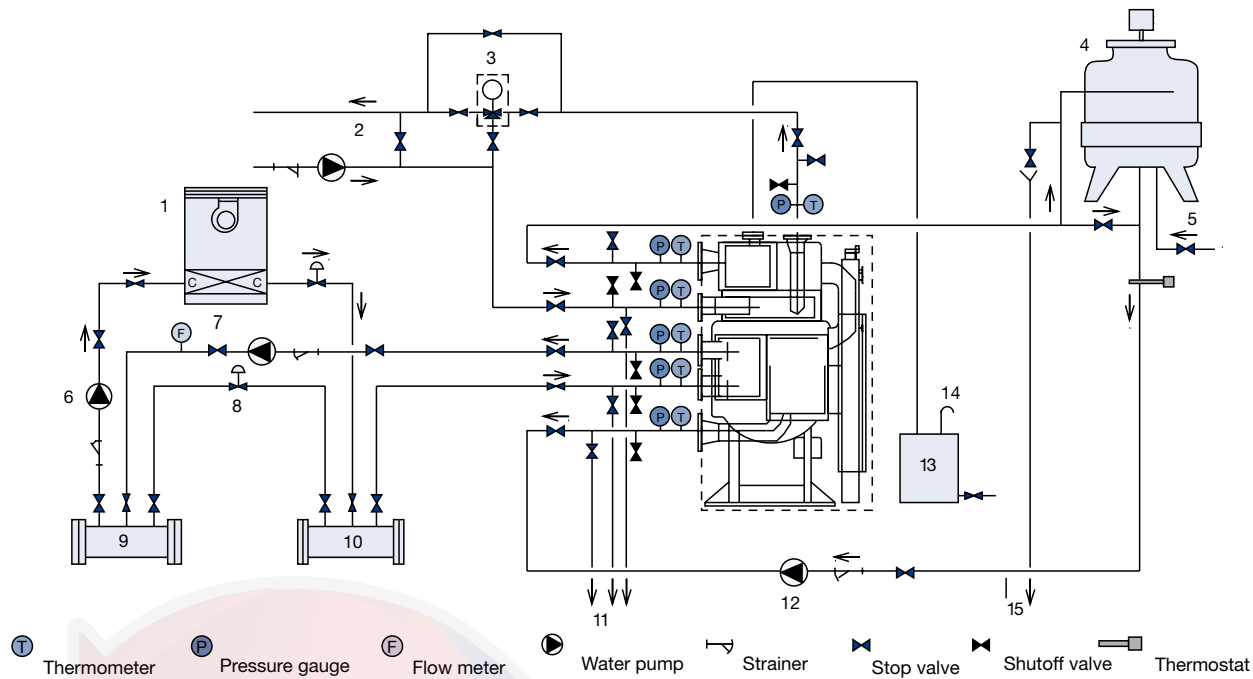 4
3
2
P T
1
5
P T
C C
P T
7
F
P T
P T
6
8
14
P T
13
9
10
12
15
11
T Thermometer
P Pressure gauge
F Flow meter
Water pump
Strainer
Stop valve
Shutoff valve
Thermostat